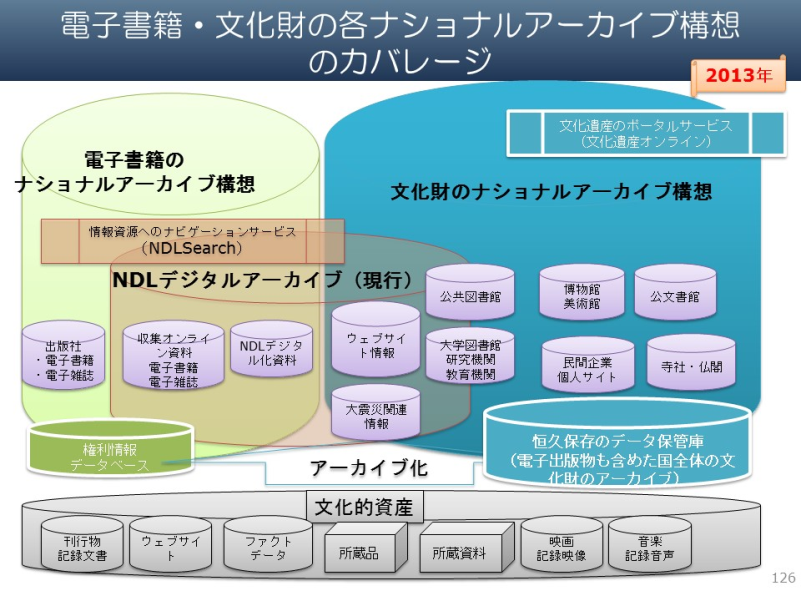 電子書籍・文化財の各ナショナルアーカイブ構想
のカバレージ
2013年
文化遺産のポータルサービス
(文化遺産オンライン)
電子書籍の
ナショナルアーカイブ構想
文化財のナショナルアーカイブ構想
情報資源へのナビゲーションサービス
(NDLSearch)
NDLデジタルアーカイブ(現行)
公共図書館
博物館
美術館
公文書館
出版社
・電子書籍
・電子雑誌
収集オンライ
ン資料
電子書籍
電子雑誌
NDLデジタ
ル化資料
ウェブサイ
ト情報
大学図書館
研究機関
教育機関
民間企業
個人サイト
寺社・仏閣
大震災関連
情報
権利情報
データベース
アーカイブ化
恒久保存のデータ保管庫
(電子出版物も含めた国全体の文
化財のアーカイブ)
文化的資産
刊行物
記録文書
ウェブサイ
ト
ファクト
データ
所蔵品
所蔵資料
映画
記録映像
音楽
記録音声
126